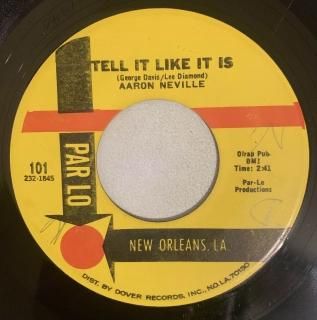 TELL IT LIKE IT IS
(George Davis/Lee Diamond)
AARON NEVILLE
101
232-1845
PAR LO
Olrap Pub.
BMI
Time: 2:41
Par-Lo
Productions
NEW ORLEANS, LA.
DIST. BY DOVER RECORDS, INC., NO. LA. 70130